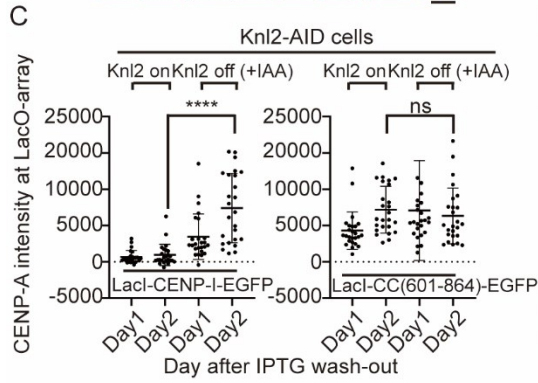 C
Knl2-AID cells
Knl2 on Knl2 off (+IAA) Knl2 on Knl2 off (+IAA)
**** ns
CENP-A intensity at LacO-array
25000 25000
20000 20000
15000 15000
10000 10000
5000 5000
0 0
-5000 -5000
LacI-CENP-I-EGFP LacI-CC(601-864)-EGFP
Day1 Day2 Day1 Day2 Day1 Day2 Day1 Day2
Day after IPTG wash-out